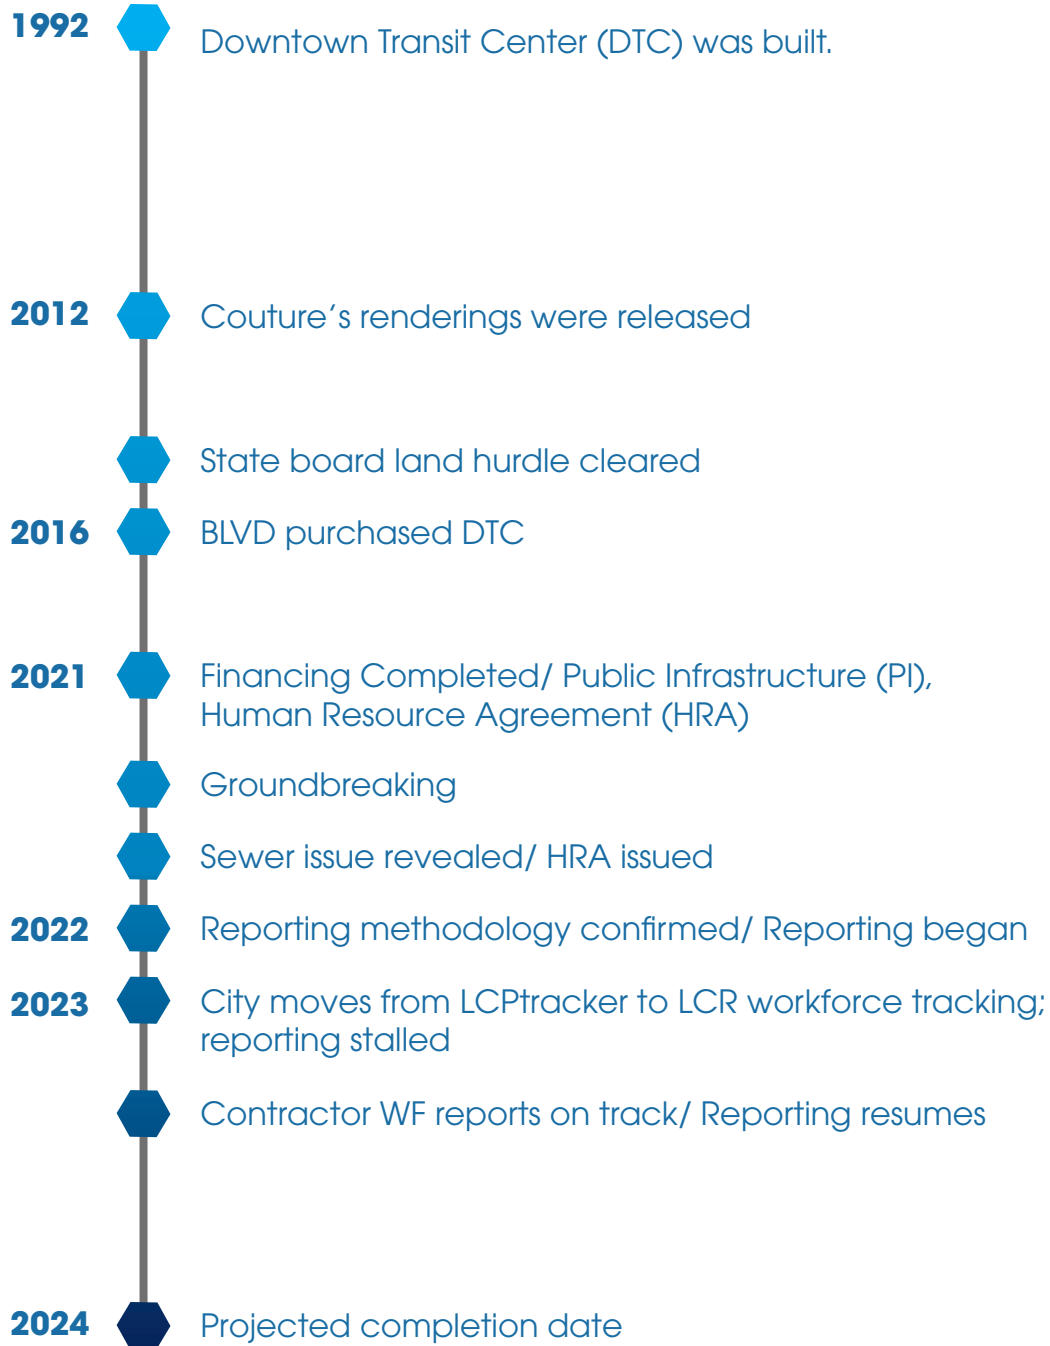 1992
Downtown Transit Center (DTC) was built.
2012
Couture’s renderings were released
State board land hurdle cleared
2016
BLVD purchased DTC
2021
Financing Completed/ Public Infrastructure (PI),
Human Resource Agreement (HRA)
Groundbreaking
Sewer issue revealed/ HRA issued
2022
Reporting methodology confirmed/ Reporting began
2023
City moves from LCPtracker to LCR workforce tracking;
reporting stalled
Contractor WF reports on track/ Reporting resumes
2024
Projected completion date